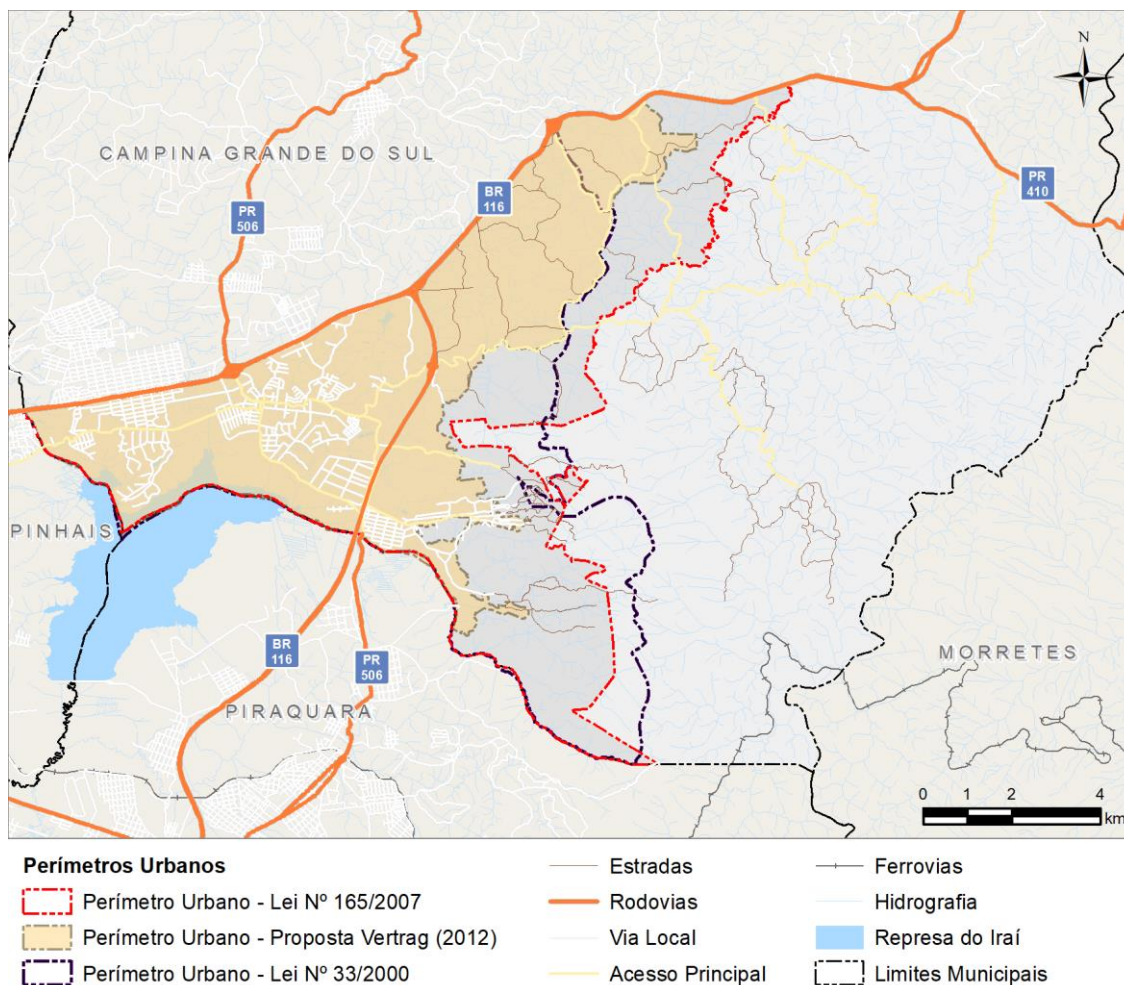 N
CAMPINA GRANDE DO SUL
BR
116
PR
410
PR
506
PINHAIS
BR
116
PR
506
MORRETES
PIRAQUARA
0 1 2 4
km
Perímetros Urbanos
Perímetro Urbano - Lei Nº 165/2007
Perímetro Urbano - Proposta Vertrag (2012)
Perímetro Urbano - Lei Nº 33/2000
Estradas
Rodovias
Via Local
Acesso Principal
Ferrovias
Hidrografia
Represa do Iraí
Limites Municipais